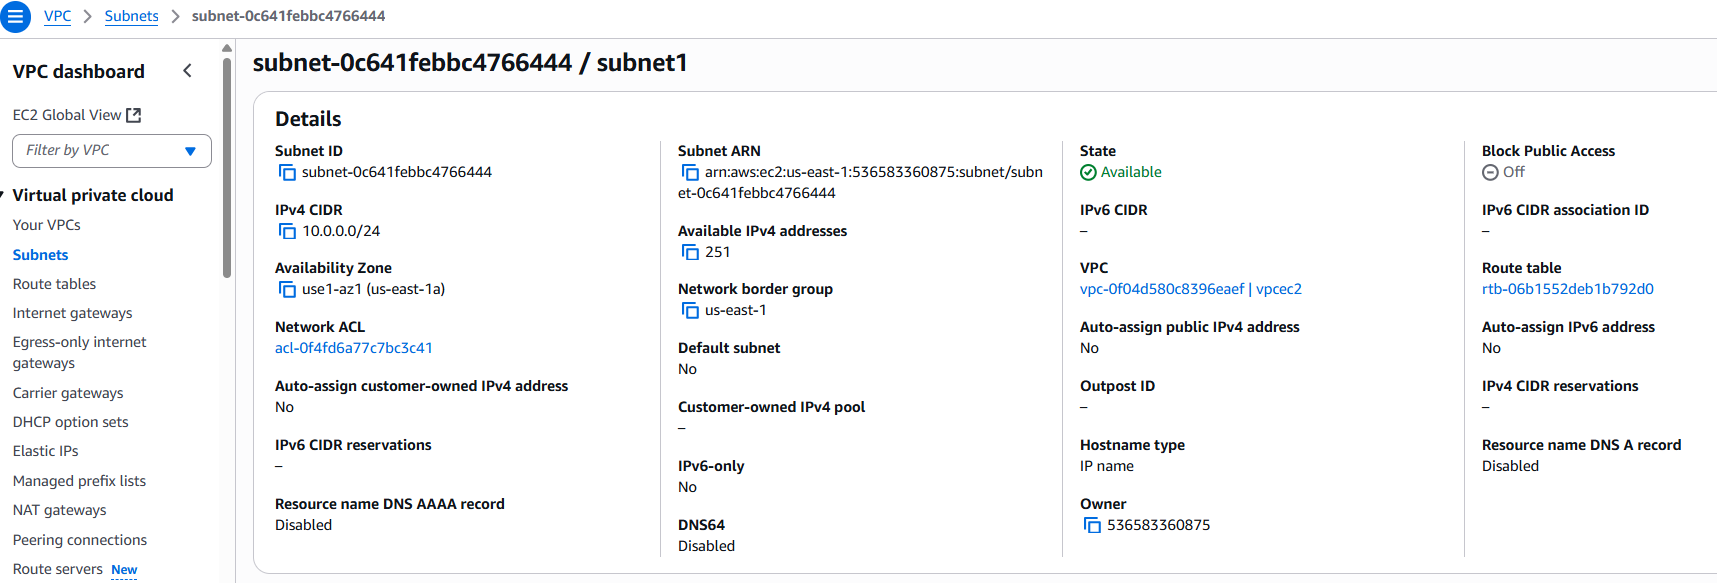 VPC > Subnets > subnet-0c641febbc4766444
VPC dashboard
EC2 Global View
Filter by VPC
Virtual private cloud
Your VPCs
Subnets
Route tables
Internet gateways
Egress-only internet
gateways
Carrier gateways
DHCP option sets
Elastic IPs
Managed prefix lists
NAT gateways
Peering connections
Route servers New
subnet-0c641febbc4766444 / subnet1
Details
Subnet ID
subnet-0c641febbc4766444
IPv4 CIDR
10.0.0.0/24
Availability Zone
use1-az1 (us-east-1a)
Network ACL
acl-0f4fd6a77c7bc3c41
Auto-assign customer-owned IPv4 address
No
IPv6 CIDR reservations
–
Resource name DNS AAAA record
Disabled
Subnet ARN
arn:aws:ec2:us-east-1:536583360875:subnet/subn
et-0c641febbc4766444
Available IPv4 addresses
251
Network border group
us-east-1
Default subnet
No
Customer-owned IPv4 pool
–
IPv6-only
No
DNS64
Disabled
State
Available
IPv6 CIDR
–
VPC
vpc-0f04d580c8396eaef | vpcec2
Auto-assign public IPv4 address
No
Outpost ID
–
Hostname type
IP name
Owner
536583360875
Block Public Access
Off
IPv6 CIDR association ID
–
Route table
rtb-06b1552deb1b792d0
Auto-assign IPv6 address
No
IPv4 CIDR reservations
–
Resource name DNS A record
Disabled